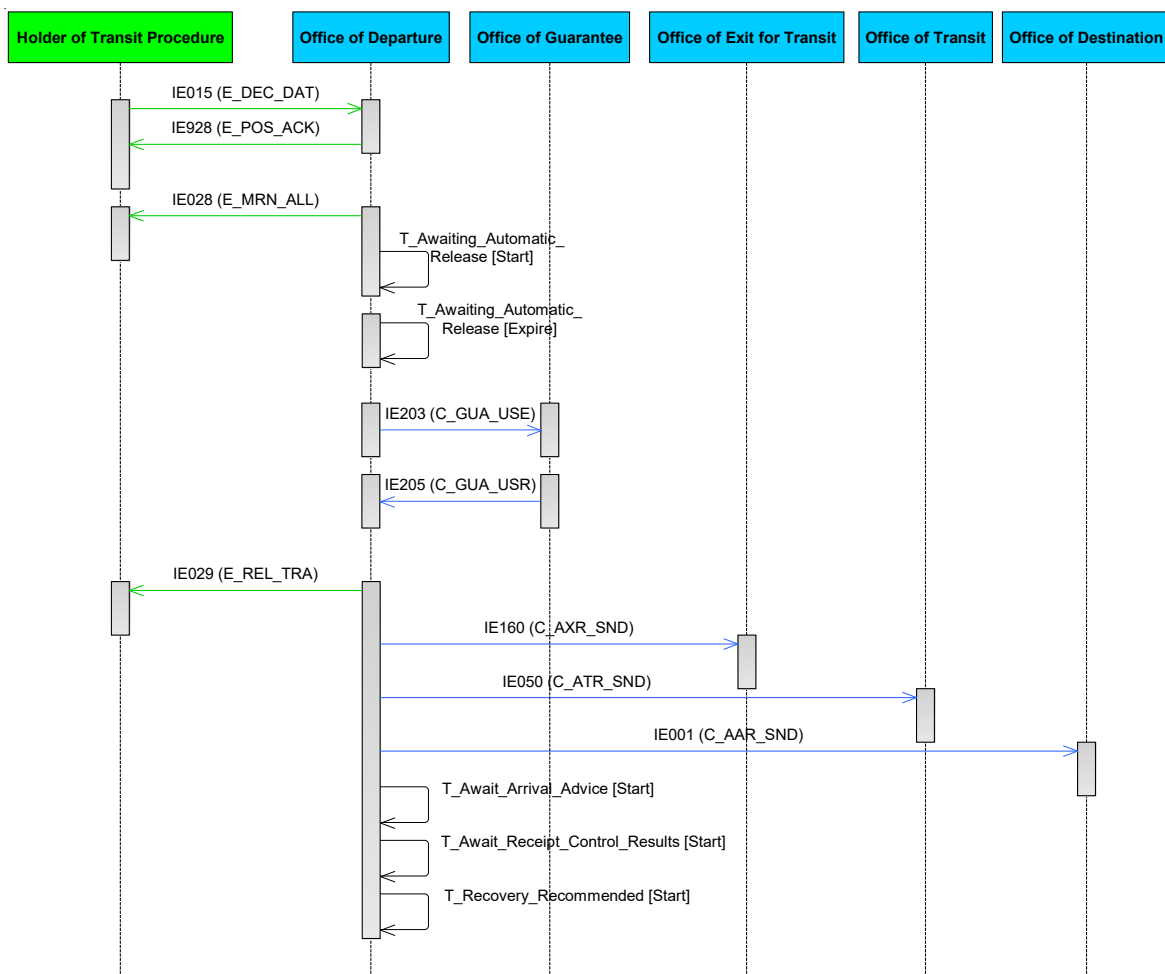 Holder of Transit Procedure
Office of Departure
Office of Guarantee
Office of Exit for Transit
Office of Transit
Office of Destination
IE015 (E_DEC_DAT)
IE928 (E_POS_ACK)
IE028 (E_MRN_ALL)
T_Awaiting_Automatic_
Release [Start]
T_Awaiting_Automatic_
Release [Expire]
IE203 (C_GUA_USE)
IE205 (C_GUA_USR)
IE029 (E_REL_TRA)
IE160 (C_AXR_SND)
IE050 (C_ATR_SND)
IE001 (C_AAR_SND)
T_Await_Arrival_Advice [Start]
T_Await_Receipt_Control_Results [Start]
T_Recovery_Recommended [Start]